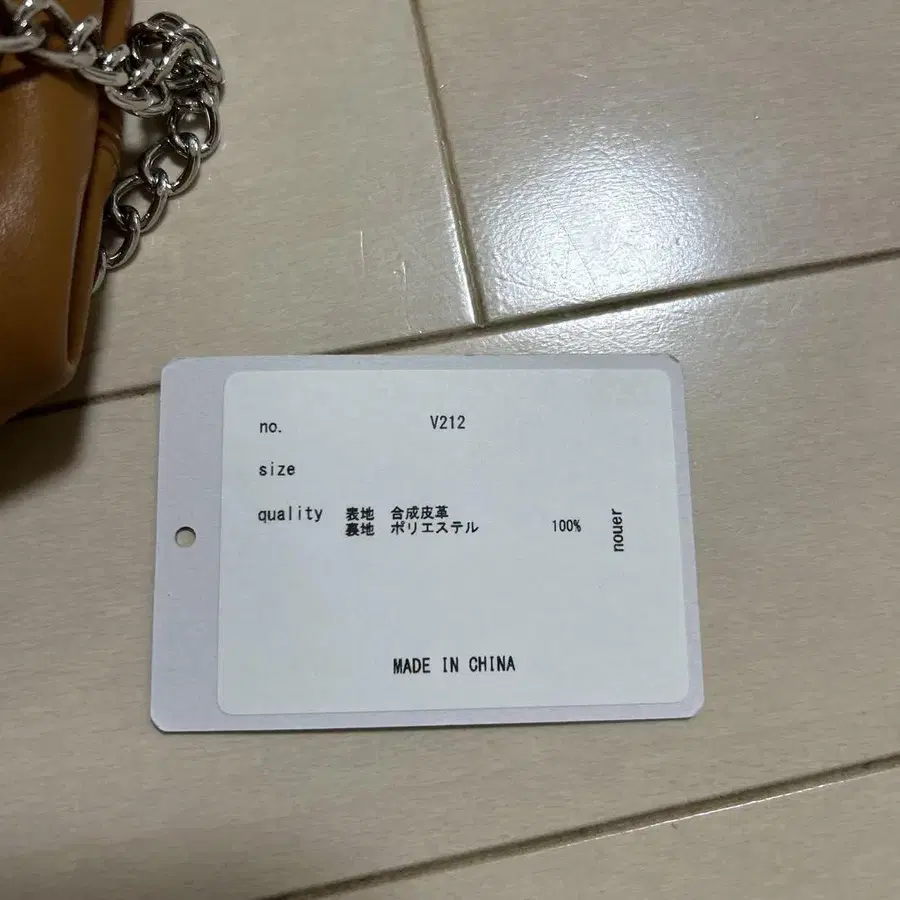 no. V212
size
quality 表地 合成皮革
裏地 ポリエステル 100%
nouer
MADE IN CHINA